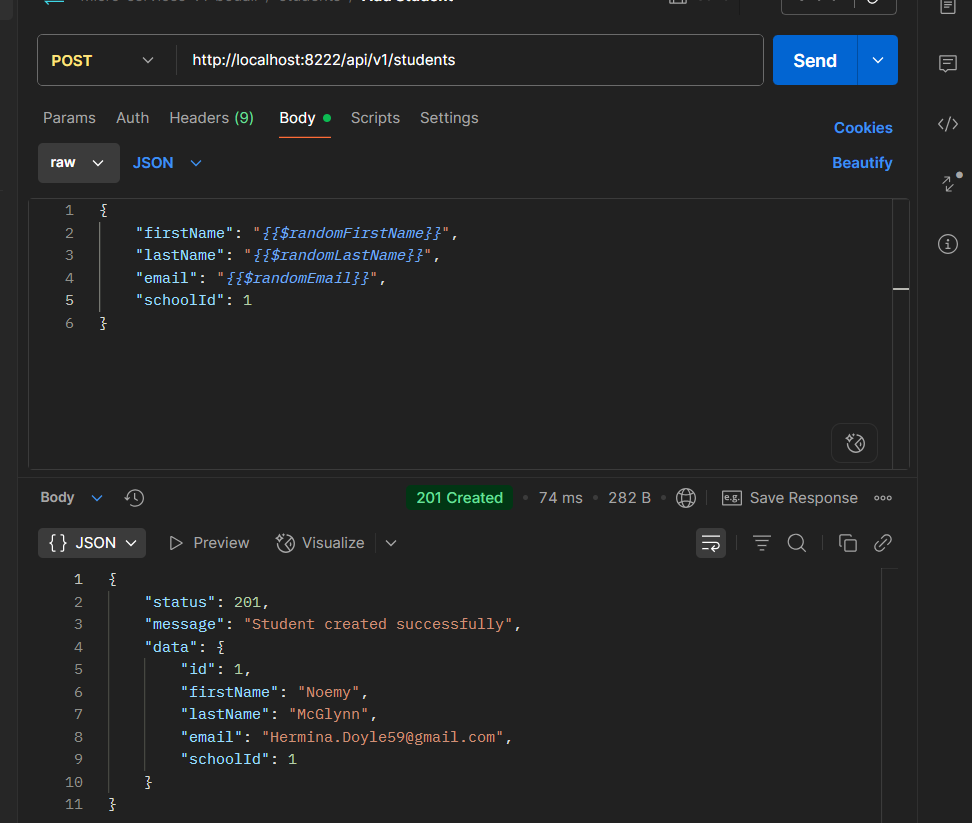 POST
http://localhost:8222/api/v1/students
Send
Params Auth Headers (9) Body Scripts Settings
Cookies
raw JSON
Beautify
1 {
2 "firstName": "{{$randomFirstName}}",
3 "lastName": "{{$randomLastName}}",
4 "email": "{{$randomEmail}}",
5 "schoolId": 1
6 }
Body 201 Created 74 ms 282 B e.g. Save Response
{} JSON Preview Visualize
1 {
2 "status": 201,
3 "message": "Student created successfully",
4 "data": {
5 "id": 1,
6 "firstName": "Noemy",
7 "lastName": "McGlynn",
8 "email": "Hermina.Doyle59@gmail.com",
9 "schoolId": 1
10 }
11 }